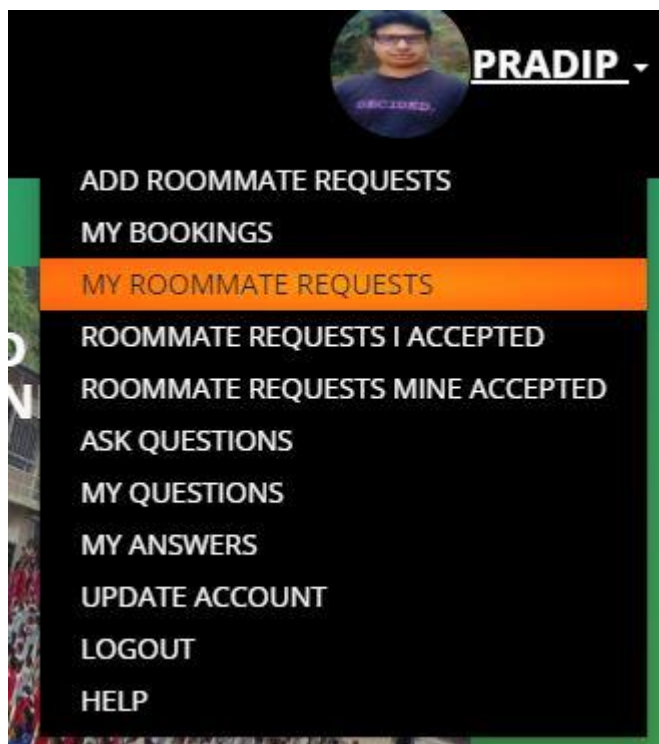 PRADIP
DECIDED.
ADD ROOMMATE REQUESTS
MY BOOKINGS
MY ROOMMATE REQUESTS
ROOMMATE REQUESTS I ACCEPTED
ROOMMATE REQUESTS MINE ACCEPTED
ASK QUESTIONS
MY QUESTIONS
MY ANSWERS
UPDATE ACCOUNT
LOGOUT
HELP